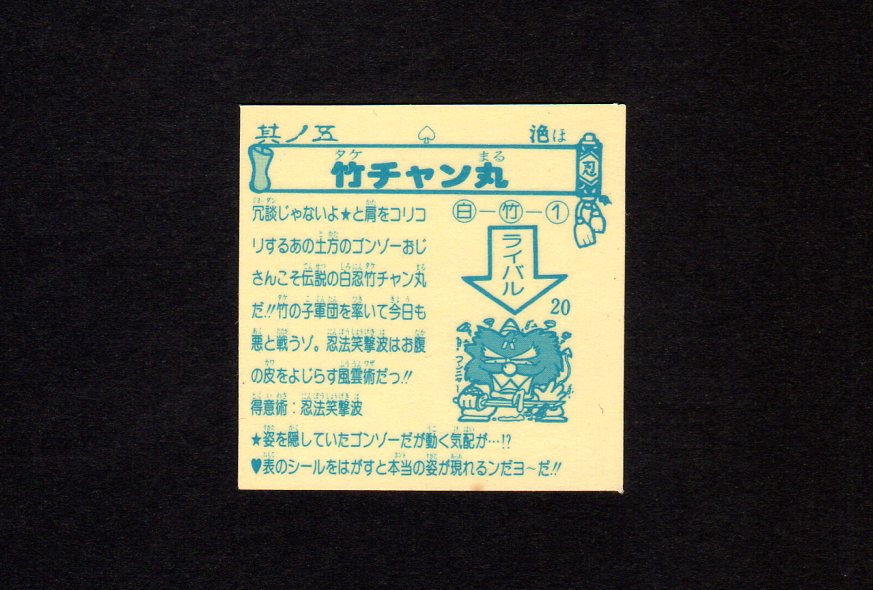 其ノ五
滟ほ
竹チャン丸
タケ まる
忍
冗談じゃないよ★と肩をコリコ
リするあの土方のゴンゾーおじ
さんこそ伝説の白忍竹チャン丸
だ!!竹の子軍団を率いて今日も
悪と戦うゾ。忍法笑撃波はお腹
の皮をよじらす風雲術だっ!!
得意術：忍法笑撃波
★姿を隠していたゴンゾーだが動く気配が…!?
♥表のシールをはがすと本当の姿が現れるンだヨ〜だ!!
白－竹－1
ライバル
20